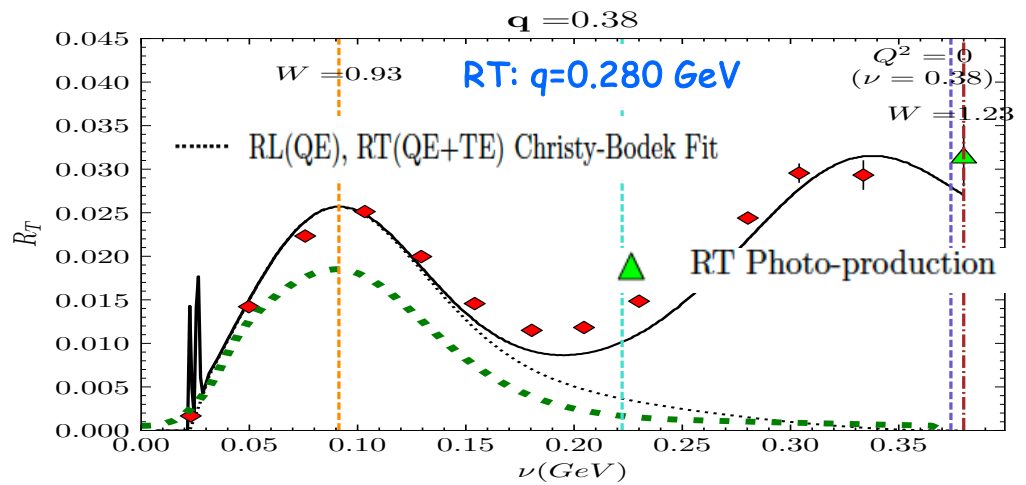 q =0.38
0.045
0.040
0.035
0.030
0.025
0.020
0.015
0.010
0.005
0.000
R_T
W =0.93
RT: q=0.280 GeV
Q² = 0
(ν = 0.38)
W =1.23
RL(QE), RT(QE+TE) Christy-Bodek Fit
RT Photo-production
0.00 0.05 0.10 0.15 0.20 0.25 0.30 0.35
ν(GeV)